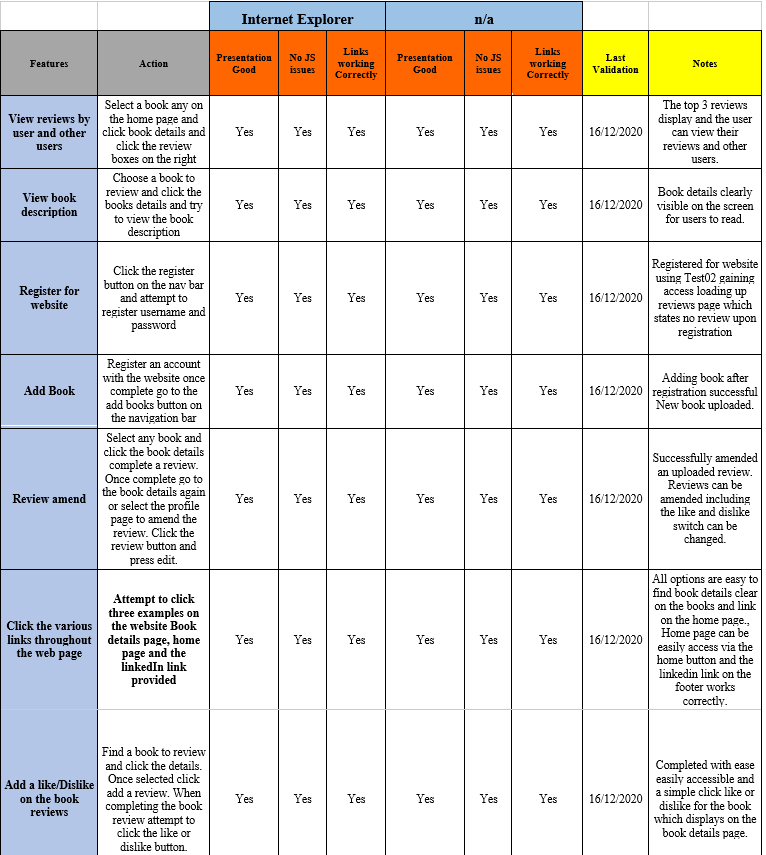 Internet Explorer
n/a
Features
Action
Presentation
Good
No JS
issues
Links
working
Correctly
Presentation
Good
No JS
issues
Links
working
Correctly
Last
Validation
Notes
View reviews by
user and other
users
Select a book any on
the home page and
click book details and
click the review
boxes on the right
Yes
Yes
Yes
Yes
Yes
Yes
16/12/2020
The top 3 reviews
display and the user
can view their
reviews and other
users.
View book
description
Choose a book to
review and click the
books details and try
to view the book
description
Yes
Yes
Yes
Yes
Yes
Yes
16/12/2020
Book details clearly
visible on the screen
for users to read.
Register for
website
Click the register
button on the nav bar
and attempt to
register username and
password
Yes
Yes
Yes
Yes
Yes
Yes
16/12/2020
Registered for website
using Test02 gaining
access loading up
reviews page which
states no review upon
registration
Add Book
Register an account
with the website once
complete go to the
add books button on
the navigation bar
Yes
Yes
Yes
Yes
Yes
Yes
16/12/2020
Adding book after
registration successful
New book uploaded.
Review amend
Select any book and
click the book details
complete a review.
Once complete go to
the book details again
or select the profile
page to amend the
review. Click the
review button and
press edit.
Yes
Yes
Yes
Yes
Yes
Yes
16/12/2020
Successfully amended
an uploaded review.
Reviews can be
amended including
the like and dislike
switch can be
changed.
Click the various
links throughout
the web page
Attempt to click
three examples on
the website Book
details page, home
page and the
linkedIn link
provided
Yes
Yes
Yes
Yes
Yes
Yes
16/12/2020
All options are easy to
find book details clear
on the books and link
on the home page.,
Home page can be
easily access via the
home button and the
linkedin link on the
footer works
correctly.
Add a like/Dislike
on the book
reviews
Find a book to review
and click the details.
Once selected click
add a review. When
completing the book
review attempt to
click the like or
dislike button.
Yes
Yes
Yes
Yes
Yes
Yes
16/12/2020
Completed with ease
easily accessible and
a simple click like or
dislike for the book
which displays on the
book details page.